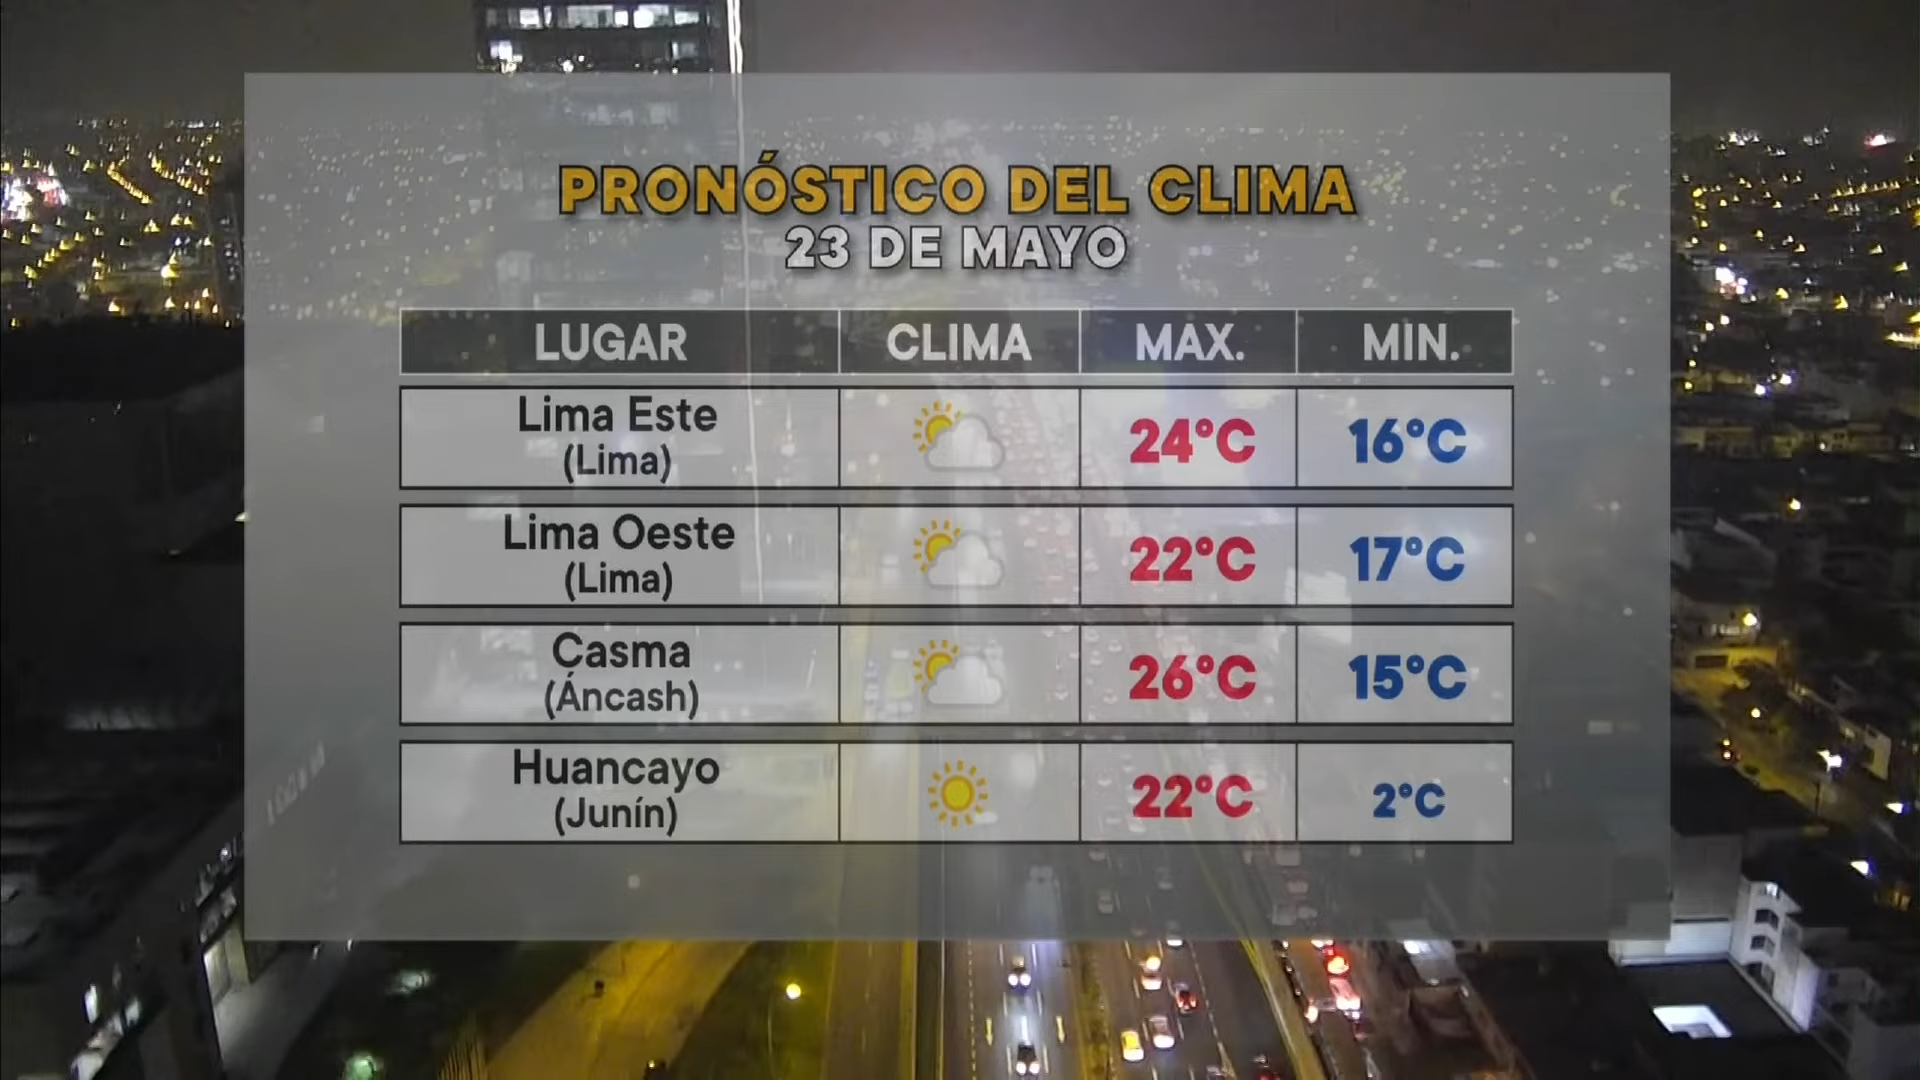 PRONÓSTICO DEL CLIMA
23 DE MAYO
LUGAR CLIMA MAX. MIN.
Lima Este
(Lima)
24°C 16°C
Lima Oeste
(Lima)
22°C 17°C
Casma
(Áncash)
26°C 15°C
Huancayo
(Junín)
22°C 2°C